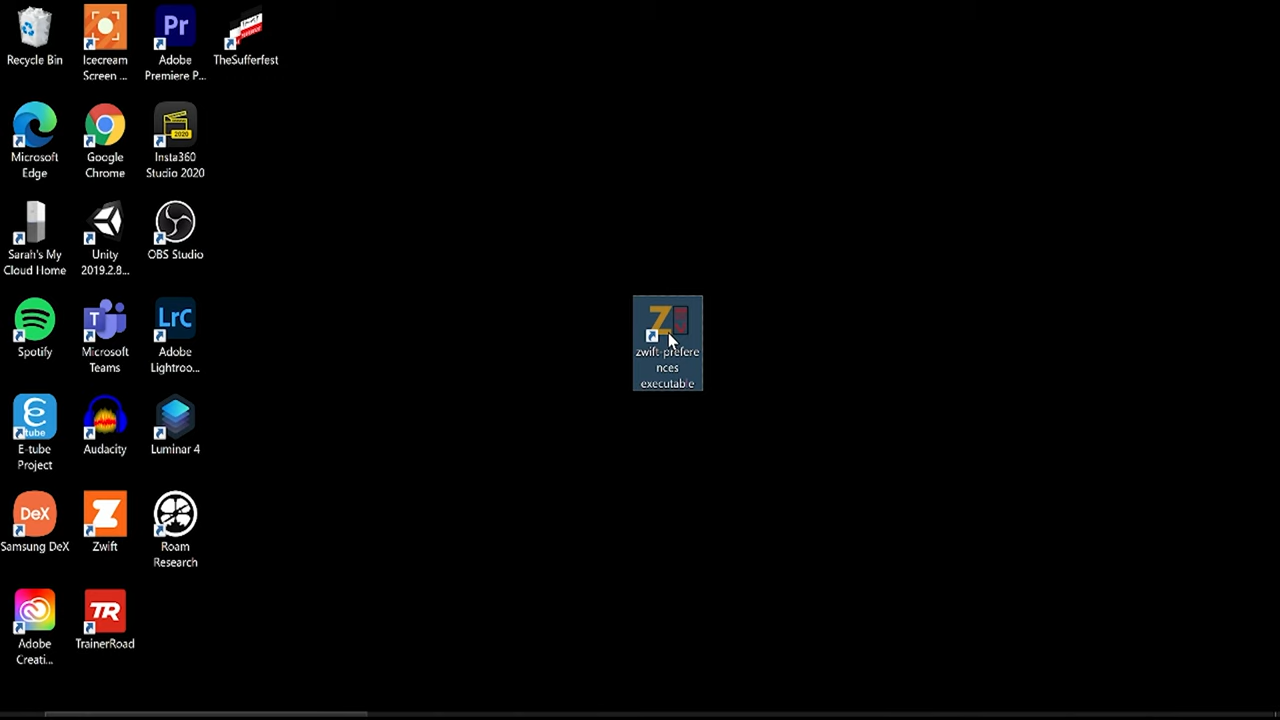 Recycle Bin
Icecream
Screen ...
Pr
Adobe
Premiere P...
TheSufferfest
Microsoft
Edge
Google
Chrome
2020
Insta360
Studio 2020
Sarah's My
Cloud Home
Unity
2019.2.8...
OBS Studio
Z
zwift-prefere
nces
executable
Spotify
T
Microsoft
Teams
LrC
Adobe
Lightroo...
E
tube
E-tube
Project
Audacity
Luminar 4
DeX
Samsung DeX
Z
Zwift
Roam
Research
Adobe
Creati...
TR
TrainerRoad